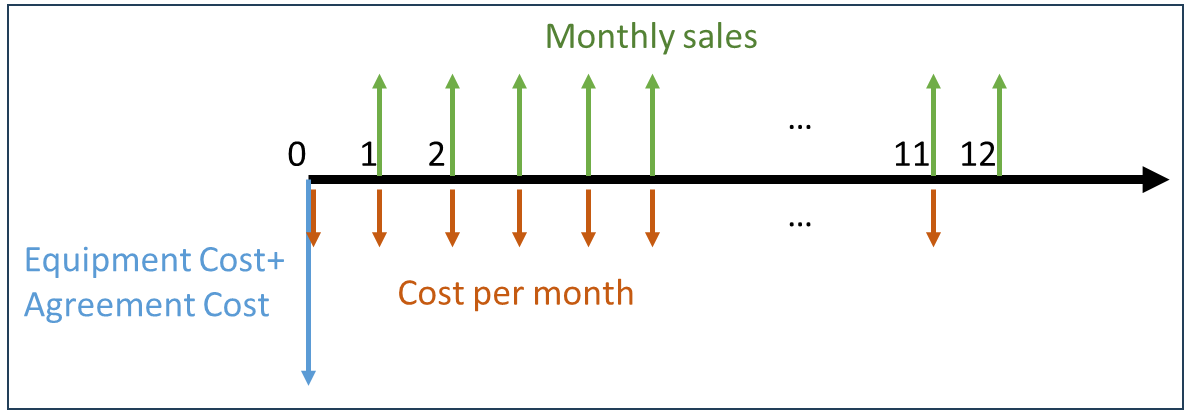 Monthly sales
...
0 1 2 11 12
...
Equipment Cost+
Agreement Cost
Cost per month